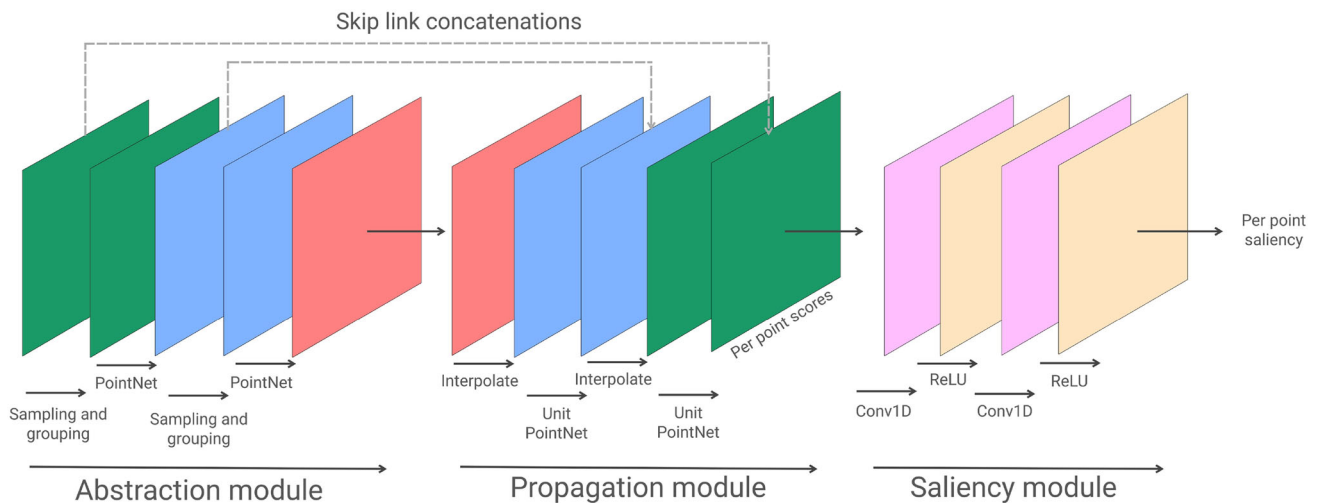 Skip link concatenations
Per point
saliency
Per point scores
PointNet
PointNet
Interpolate
Interpolate
ReLU
ReLU
Sampling and
grouping
Sampling and
grouping
Unit
PointNet
Unit
PointNet
Conv1D
Conv1D
Abstraction module
Propagation module
Saliency module